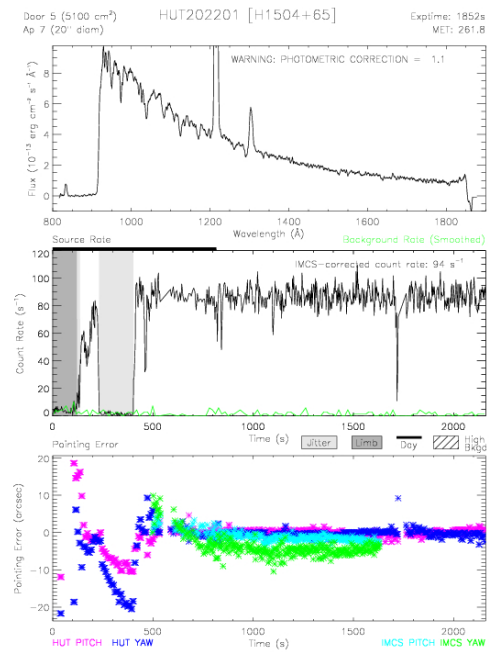 Door 5 (5100 cm²) HUT202201 [H1504+65] Exptime: 1852s
Ap 7 (20" diam) MET: 261.8
WARNING: PHOTOMETRIC CORRECTION = 1.1
Flux (10⁻¹³ erg cm⁻² s⁻¹ Å⁻¹)
8
6
4
2
0
800 1000 1200 1400 1600 1800
Wavelength (Å)
Source Rate Background Rate (Smoothed)
IMCS-corrected count rate: 94 s⁻¹
Count Rate (s⁻¹)
120
100
80
60
40
20
0
0 500 1000 1500 2000
Time (s)
Jitter Limb Day High Bkgd
Pointing Error
Pointing Error (arcsec)
20
10
0
-10
-20
0 500 1000 1500 2000
Time (s)
HUT PITCH HUT YAW IMCS PITCH IMCS YAW